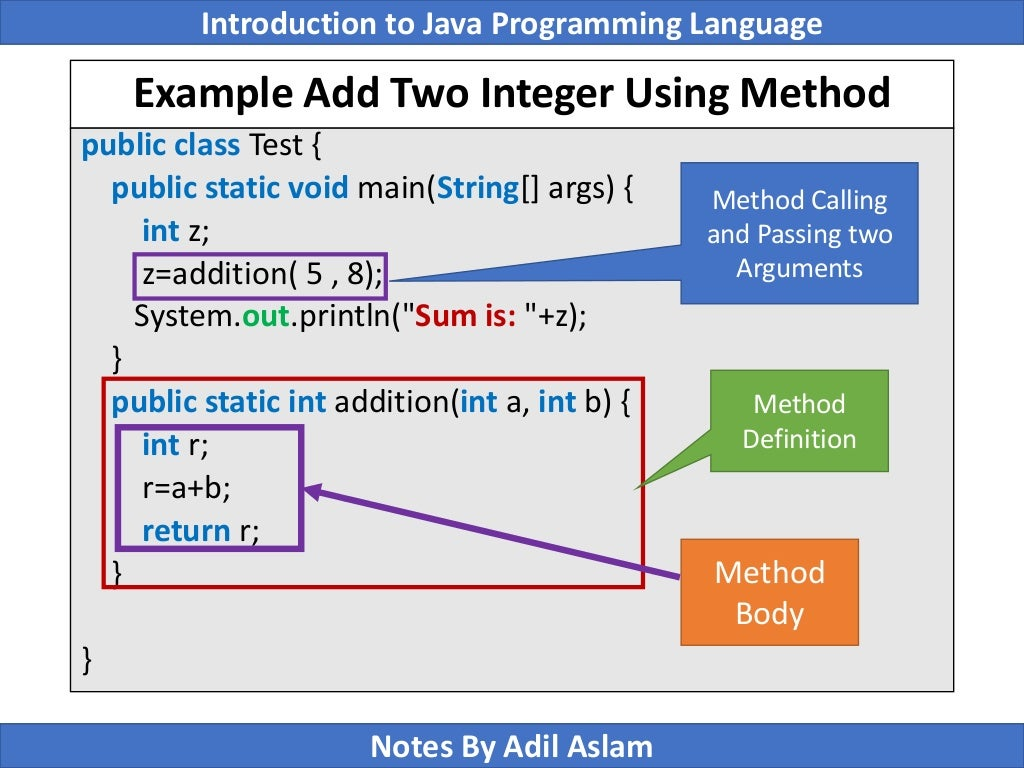 Introduction to Java Programming Language
Example Add Two Integer Using Method
public class Test {
public static void main(String[] args) {
int z;
z=addition( 5 , 8);
System.out.println("Sum is: "+z);
}
public static int addition(int a, int b) {
int r;
r=a+b;
return r;
}
}
Method Calling
and Passing two
Arguments
Method
Definition
Method
Body
Notes By Adil Aslam